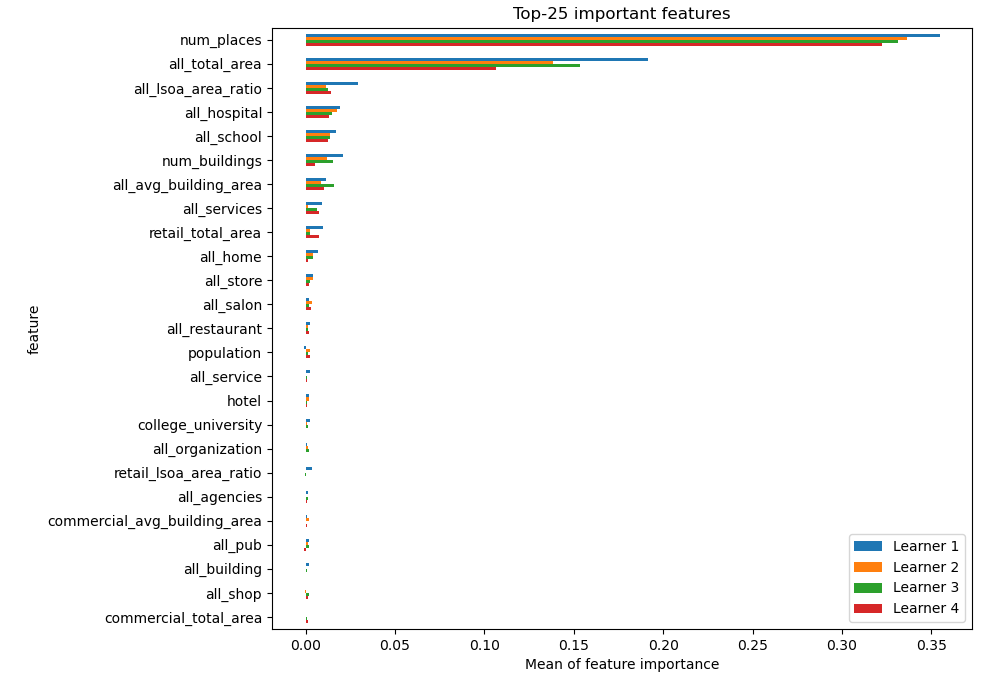 Top-25 important features
num_places
all_total_area
all_lsoa_area_ratio
all_hospital
all_school
num_buildings
all_avg_building_area
all_services
retail_total_area
all_home
all_store
all_salon
all_restaurant
population
all_service
hotel
college_university
all_organization
retail_lsoa_area_ratio
all_agencies
commercial_avg_building_area
all_pub
all_building
all_shop
commercial_total_area
feature
Learner 1
Learner 2
Learner 3
Learner 4
0.00 0.05 0.10 0.15 0.20 0.25 0.30 0.35
Mean of feature importance